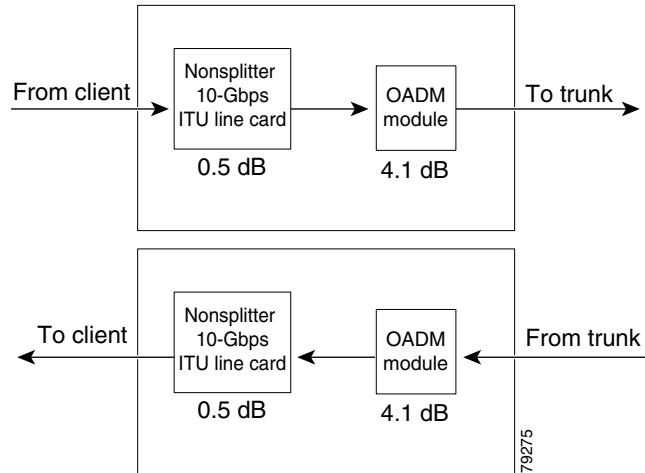 From client
Nonsplitter
10-Gbps
ITU line card
0.5 dB
OADM
module
4.1 dB
To trunk
To client
Nonsplitter
10-Gbps
ITU line card
0.5 dB
OADM
module
4.1 dB
From trunk
79275